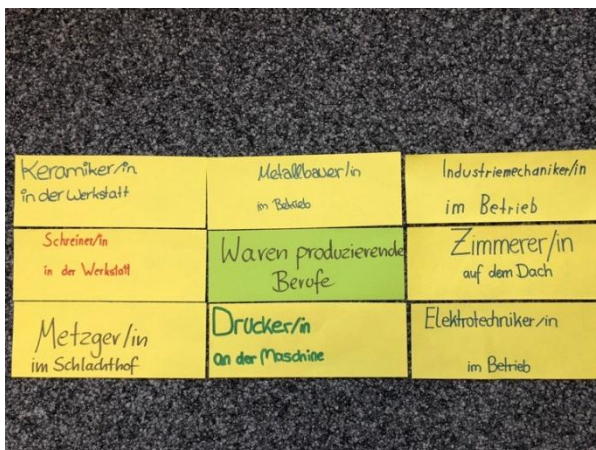 Keramiker/in
in der Werkstatt
Metallbauer/in
im Betrieb
Industriemechaniker/in
im Betrieb
Schreiner/in
in der Werkstatt
Waren produzierende
Berufe
Zimmerer/in
auf dem Dach
Metzger/in
im Schlachthof
Drucker/in
an der Maschine
Elektrotechniker/in
im Betrieb